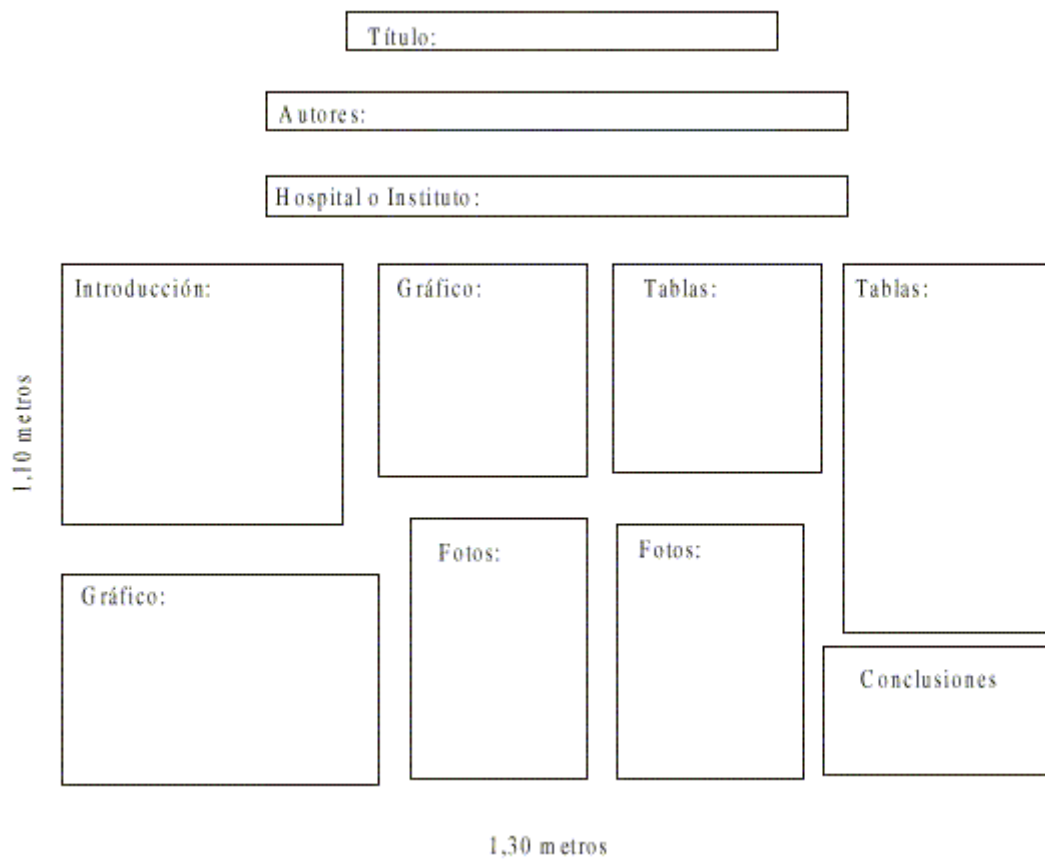 Título:
Autores:
Hospital o Instituto:
Introducción:
Gráfico:
Tablas:
Tablas:
1,10 metros
Fotos:
Fotos:
Gráfico:
Conclusiones
1,30 metros